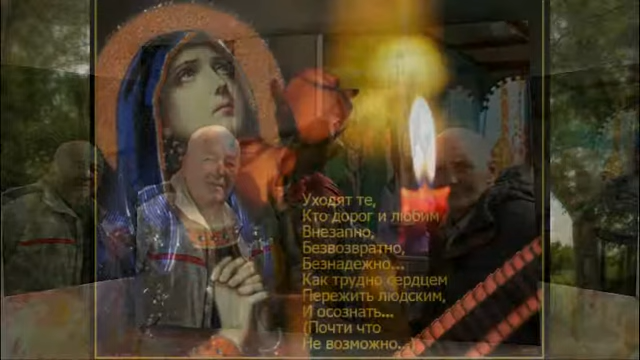 Уходят те,
Кто дорог и любим
Внезапно,
Безвозвратно,
Безнадежно...
Как трудно сердцем
Пережить людским,
И осознать...
(Почти что
Не возможно...)